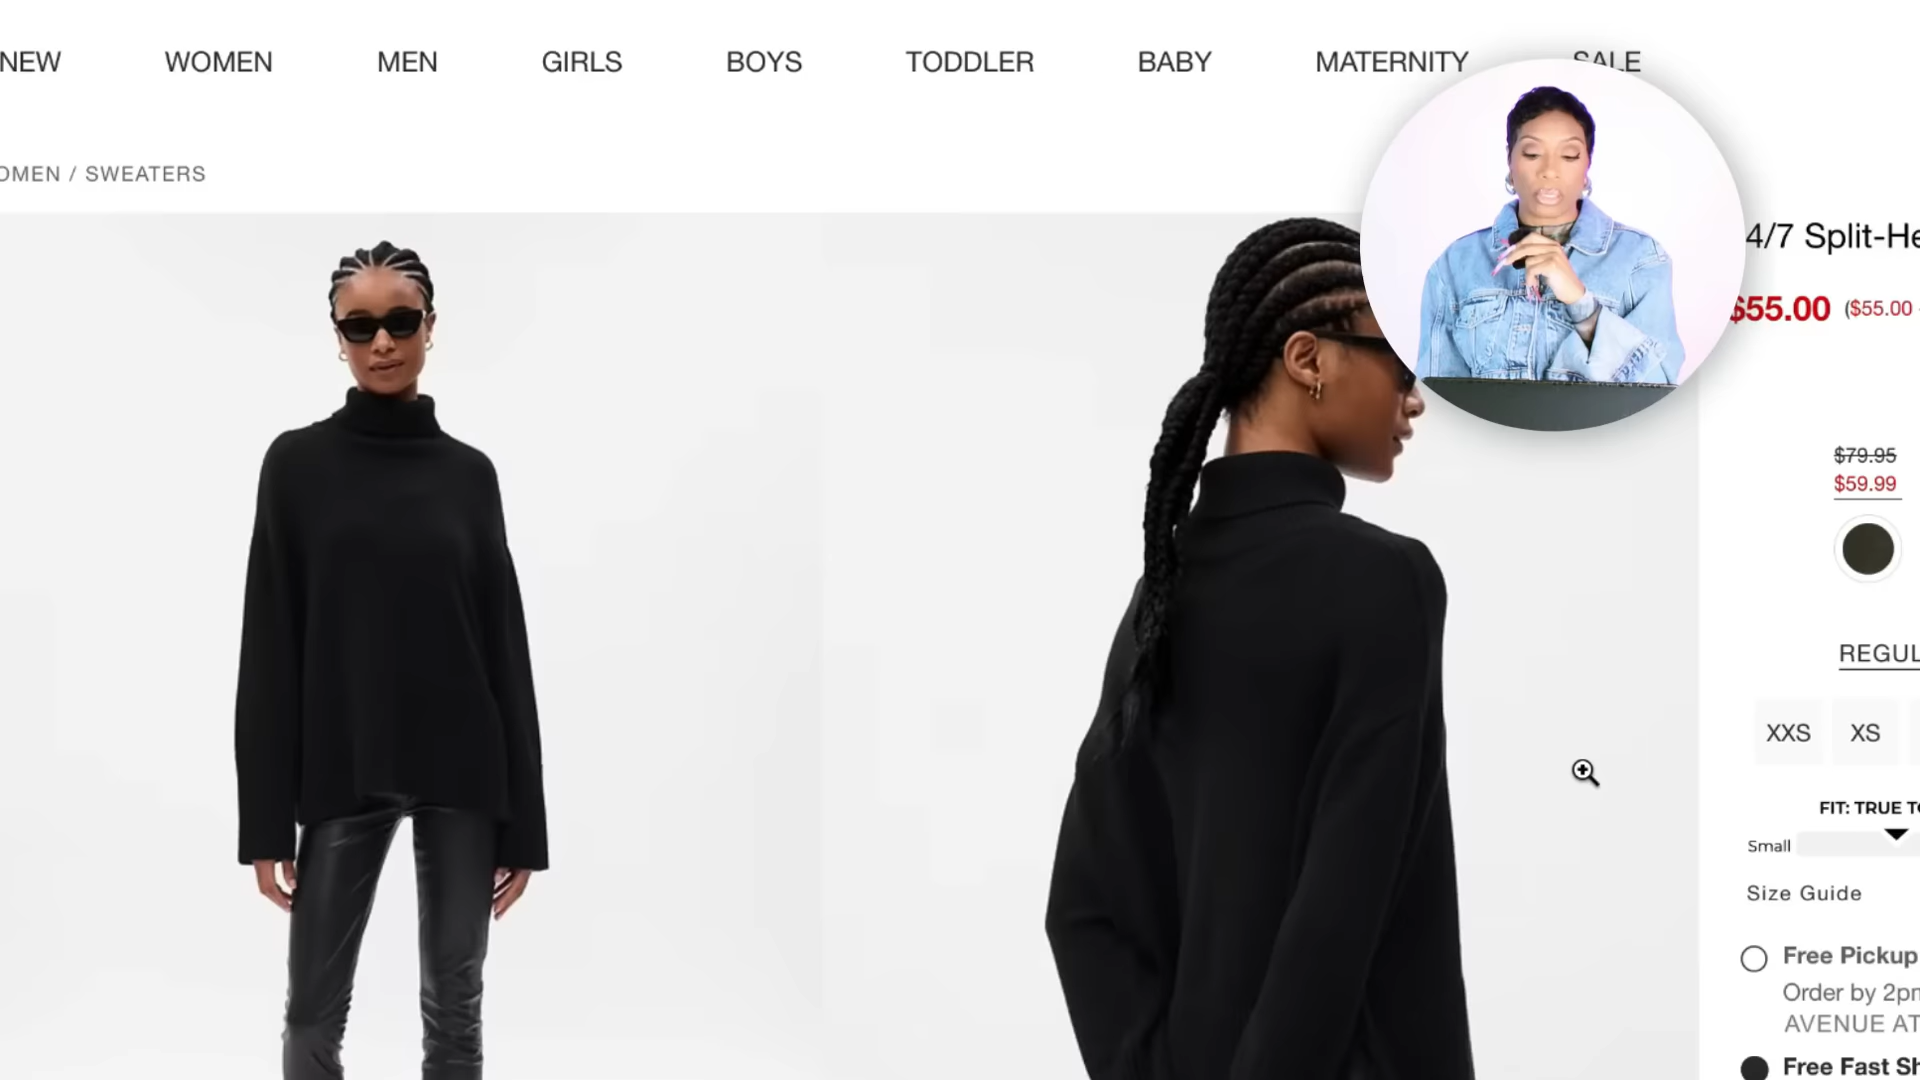 NEW WOMEN MEN GIRLS BOYS TODDLER BABY MATERNITY SALE
OMEN / SWEATERS
4/7 Split-He
$55.00 ($55.00
$79.95
$59.99
REGUL
XXS XS
FIT: TRUE TO
Small
Size Guide
Free Pickup
Order by 2pm
AVENUE AT
Free Fast Sh